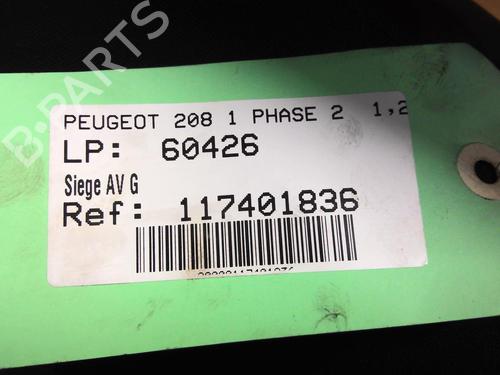 PEUGEOT 208 1 PHASE 2 1,2
LP: 60426
Siege AV G
Ref: 117401836
B-PARTS